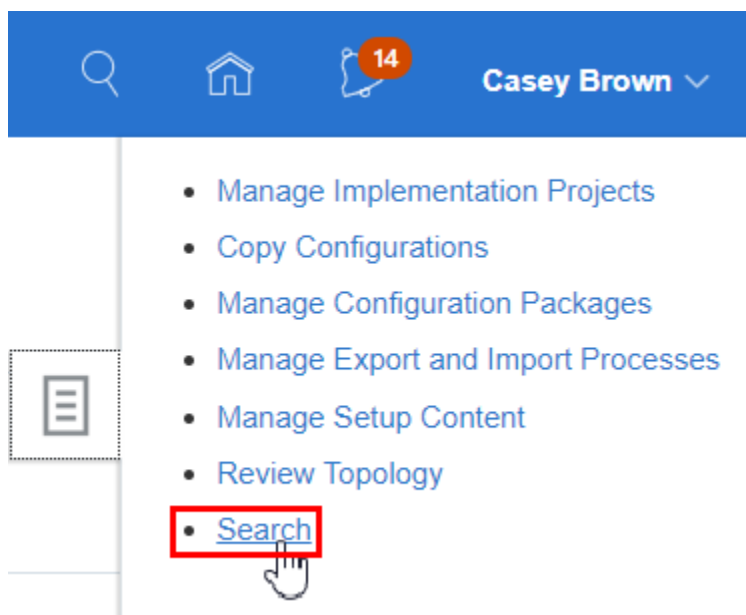 14
Casey Brown
Manage Implementation Projects
Copy Configurations
Manage Configuration Packages
Manage Export and Import Processes
Manage Setup Content
Review Topology
Search